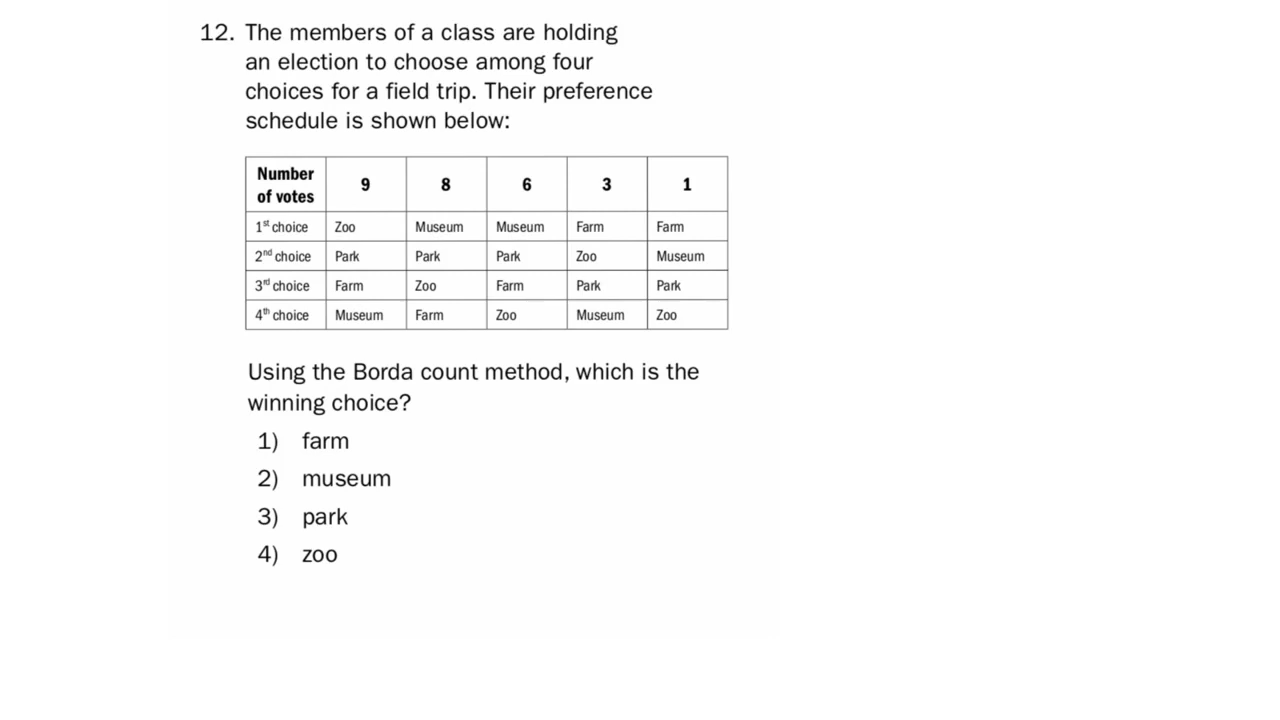 12. The members of a class are holding
an election to choose among four
choices for a field trip. Their preference
schedule is shown below:
Number of votes 9 8 6 3 1
1st choice Zoo Museum Museum Farm Farm
2nd choice Park Park Park Zoo Museum
3rd choice Farm Zoo Farm Park Park
4th choice Museum Farm Zoo Museum Zoo
Using the Borda count method, which is the
winning choice?
1) farm
2) museum
3) park
4) zoo